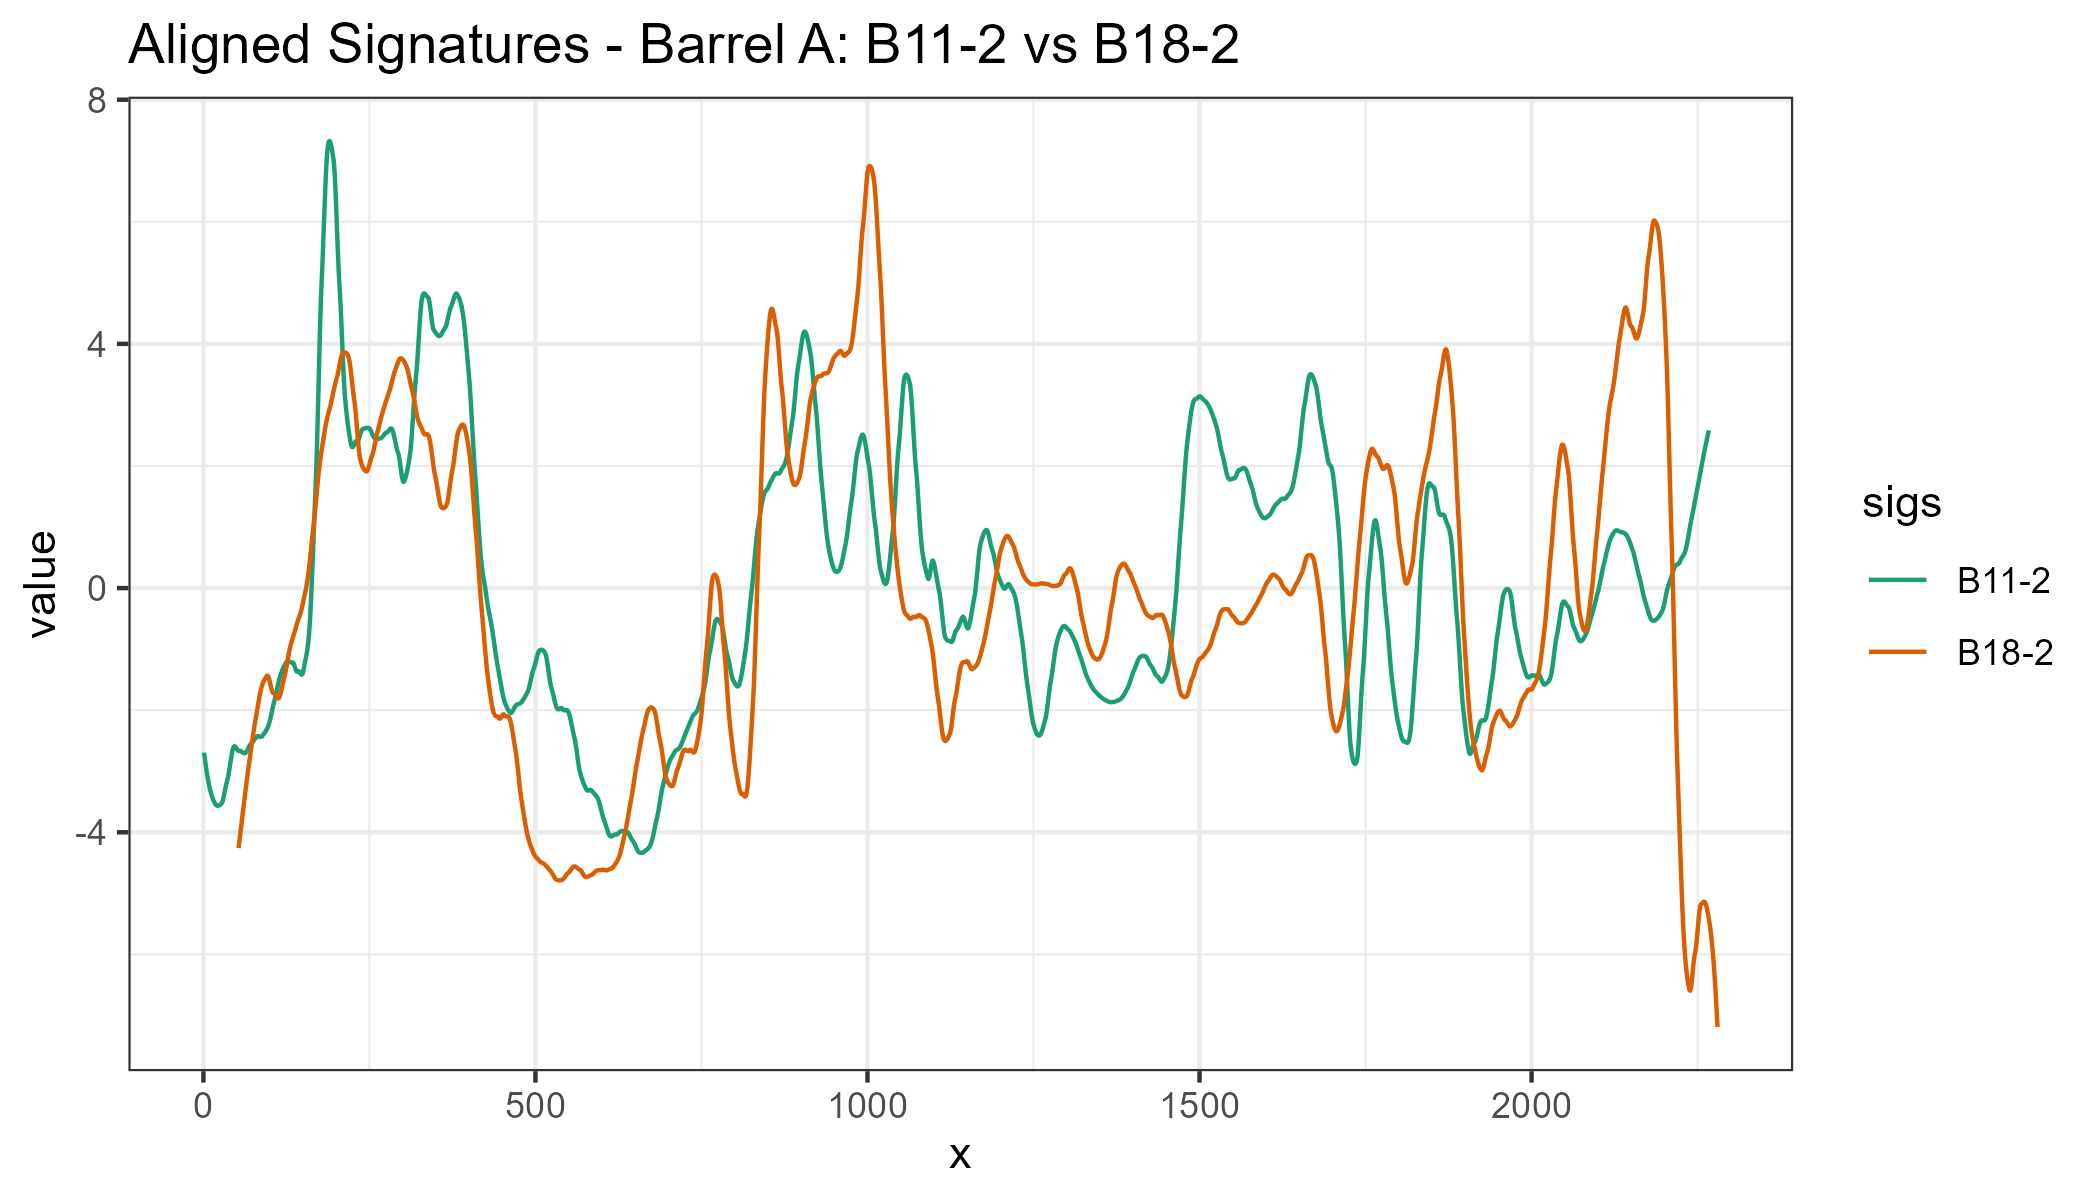 Aligned Signatures - Barrel A: B11-2 vs B18-2
8
4
0
-4
value
0 500 1000 1500 2000
x
sigs
B11-2
B18-2